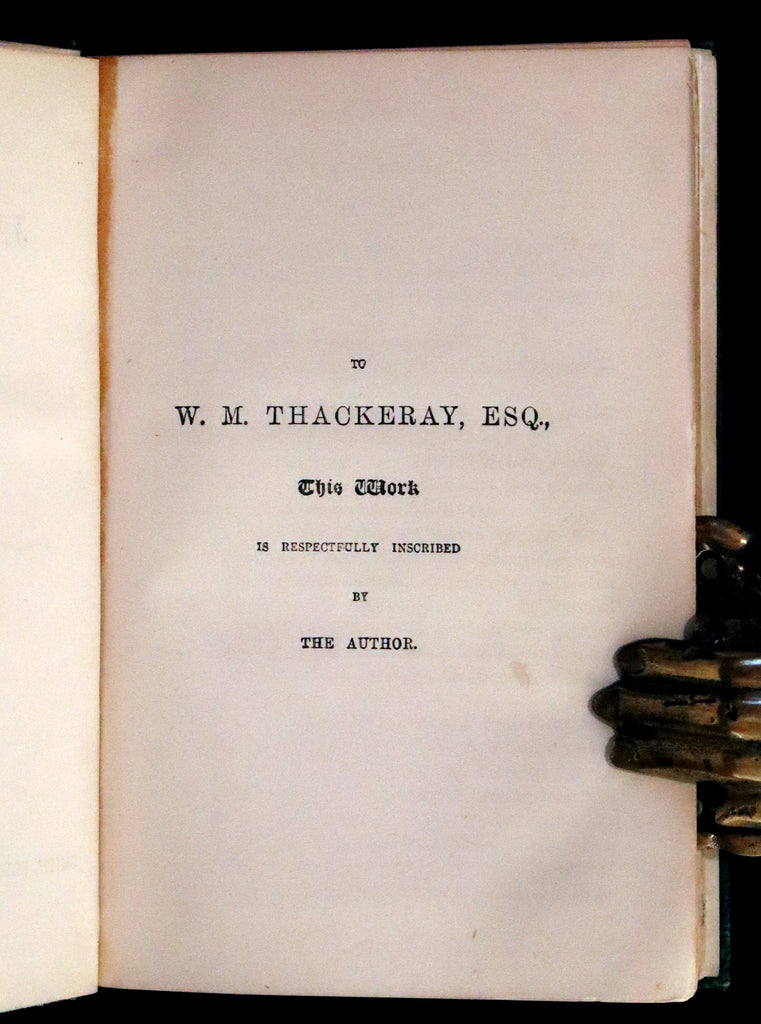 TO
W. M. THACKERAY, ESQ.,
This Work
IS RESPECTFULLY INSCRIBED
BY
THE AUTHOR.